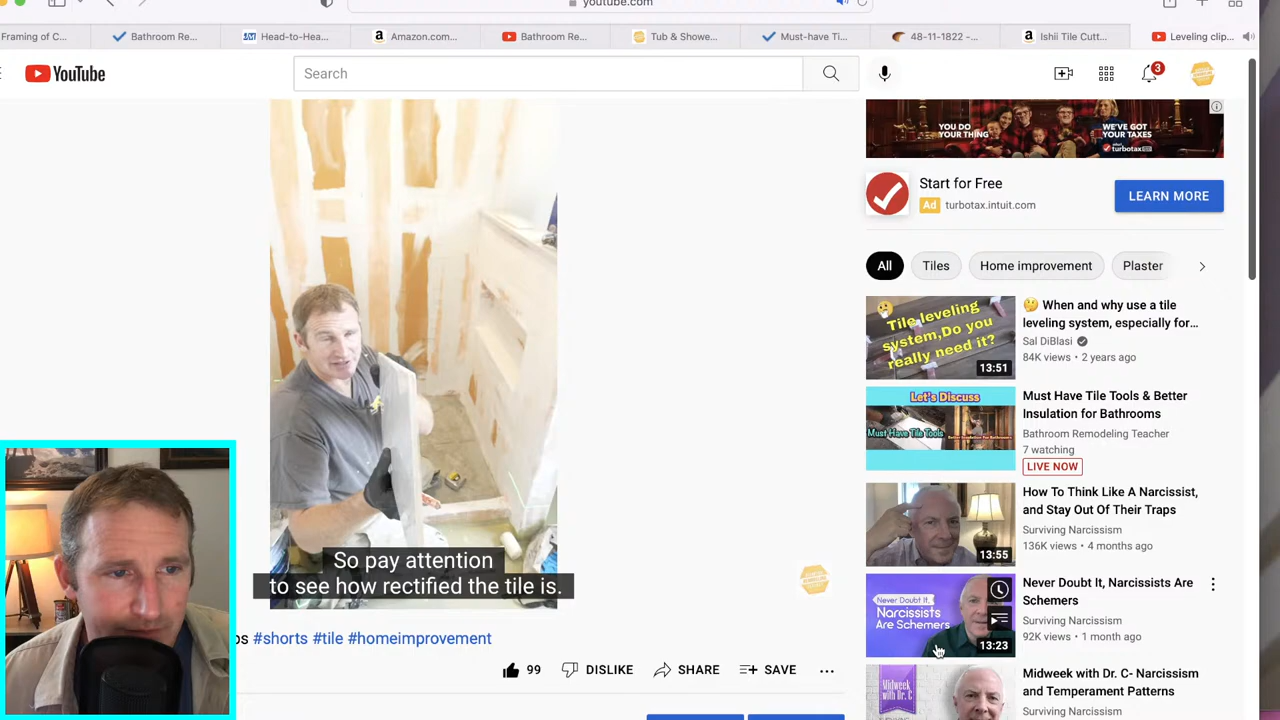 youtube.com
Framing of C...
Bathroom Re...
Head-to-Hea...
Amazon.com...
Bathroom Re...
Tub & Showe...
Must-have Ti...
48-11-1822 -...
Ishii Tile Cutt...
Leveling clip...
YouTube
Search
3
YOU DO YOUR THING
WE'VE GOT YOUR TAXES
intuit turbotax
Start for Free
Ad turbotax.intuit.com
LEARN MORE
All
Tiles
Home improvement
Plaster
Tile leveling
system,Do you
really need it?
13:51
When and why use a tile
leveling system, especially for...
Sal DiBlasi
84K views • 2 years ago
Let's Discuss
Must Have Tile Tools
Better Insulation For Bathrooms
Must Have Tile Tools & Better
Insulation for Bathrooms
Bathroom Remodeling Teacher
7 watching
LIVE NOW
13:55
How To Think Like A Narcissist,
and Stay Out Of Their Traps
Surviving Narcissism
136K views • 4 months ago
Never Doubt It,
Narcissists
Are Schemers
13:23
Never Doubt It, Narcissists Are
Schemers
Surviving Narcissism
92K views • 1 month ago
Midweek with Dr. C
Midweek with Dr. C- Narcissism
and Temperament Patterns
Surviving Narcissism
So pay attention
to see how rectified the tile is.
ps #shorts #tile #homeimprovement
99
DISLIKE
SHARE
SAVE